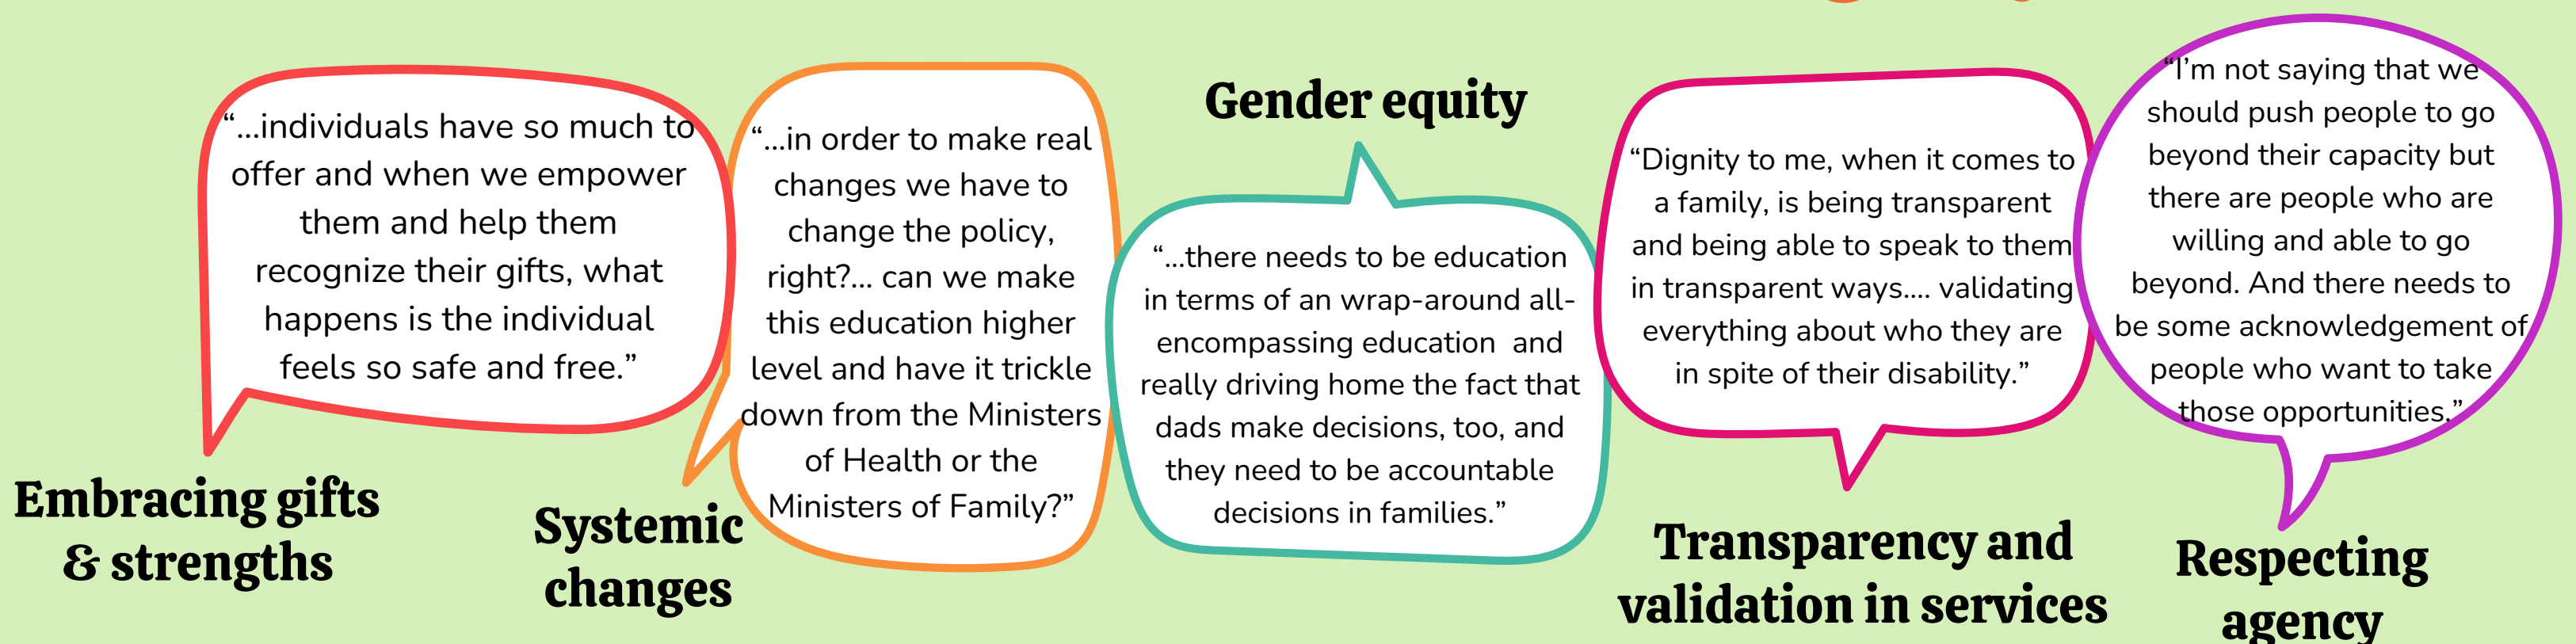 “...individuals have so much to
offer and when we empower
them and help them
recognize their gifts, what
happens is the individual
feels so safe and free.”
Embracing gifts
& strengths
“...in order to make real
changes we have to
change the policy,
right?... can we make
this education higher
level and have it trickle
down from the Ministers
of Health or the
Ministers of Family?”
Systemic
changes
Gender equity
“...there needs to be education
in terms of an wrap-around all-
encompassing education  and
really driving home the fact that
dads make decisions, too, and
they need to be accountable
decisions in families.”
“Dignity to me, when it comes to
a family, is being transparent
and being able to speak to them
in transparent ways.... validating
everything about who they are
in spite of their disability.”
Transparency and
validation in services
“I’m not saying that we
should push people to go
beyond their capacity but
there are people who are
willing and able to go
beyond. And there needs to
be some acknowledgement of
people who want to take
those opportunities.”
Respecting
agency